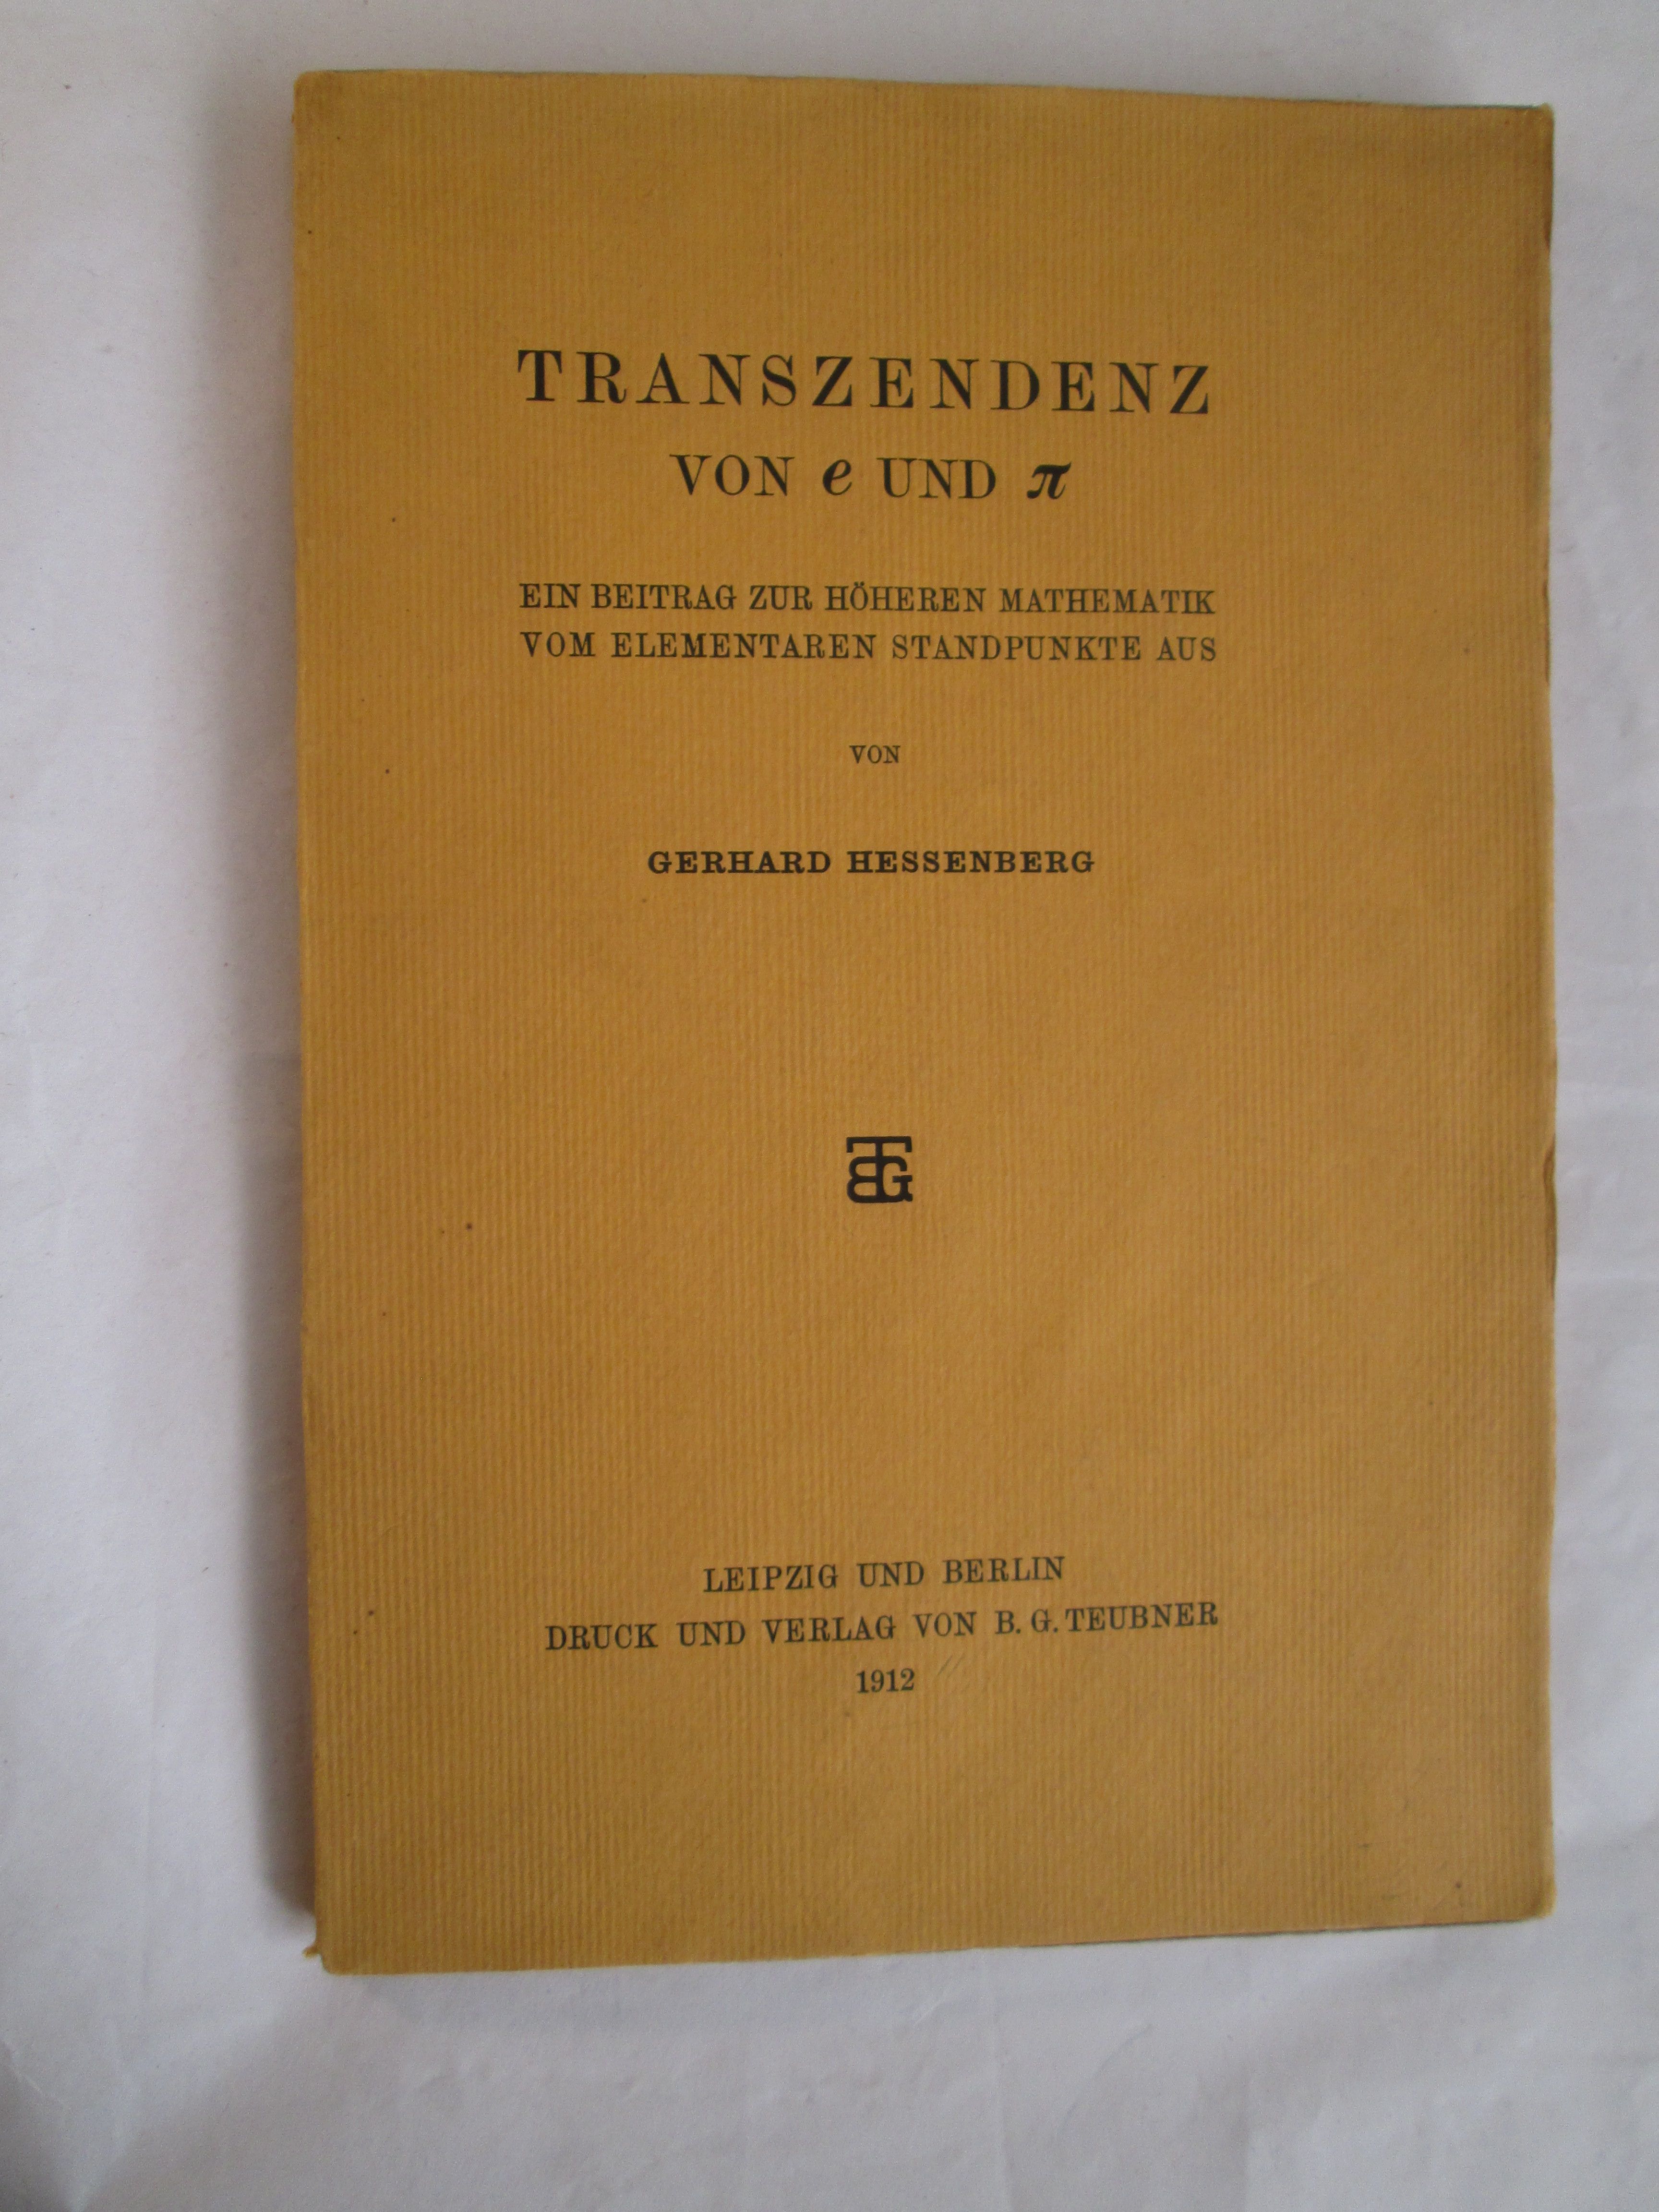 TRANSZENDENZ
VON e UND π
EIN BEITRAG ZUR HÖHEREN MATHEMATIK
VOM ELEMENTAREN STANDPUNKTE AUS
VON
GERHARD HESSENBERG
BTG
LEIPZIG UND BERLIN
DRUCK UND VERLAG VON B. G. TEUBNER
1912